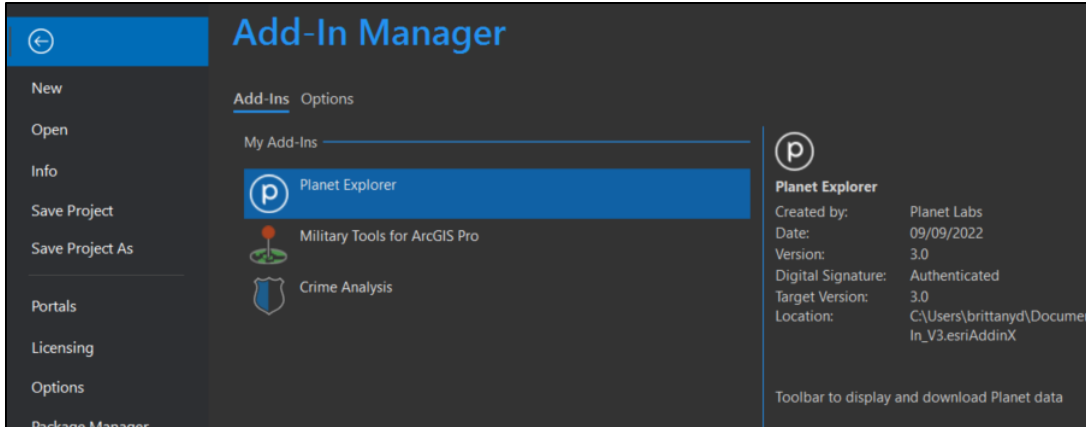 Add-In Manager
New
Open
Info
Save Project
Save Project As
Portals
Licensing
Options
Package Manager
Add-Ins Options
My Add-Ins
Planet Explorer
Military Tools for ArcGIS Pro
Crime Analysis
Planet Explorer
Created by: Planet Labs
Date: 09/09/2022
Version: 3.0
Digital Signature: Authenticated
Target Version: 3.0
Location: C:\Users\brittanyd\Docume
In_V3.esriAddinX
Toolbar to display and download Planet data